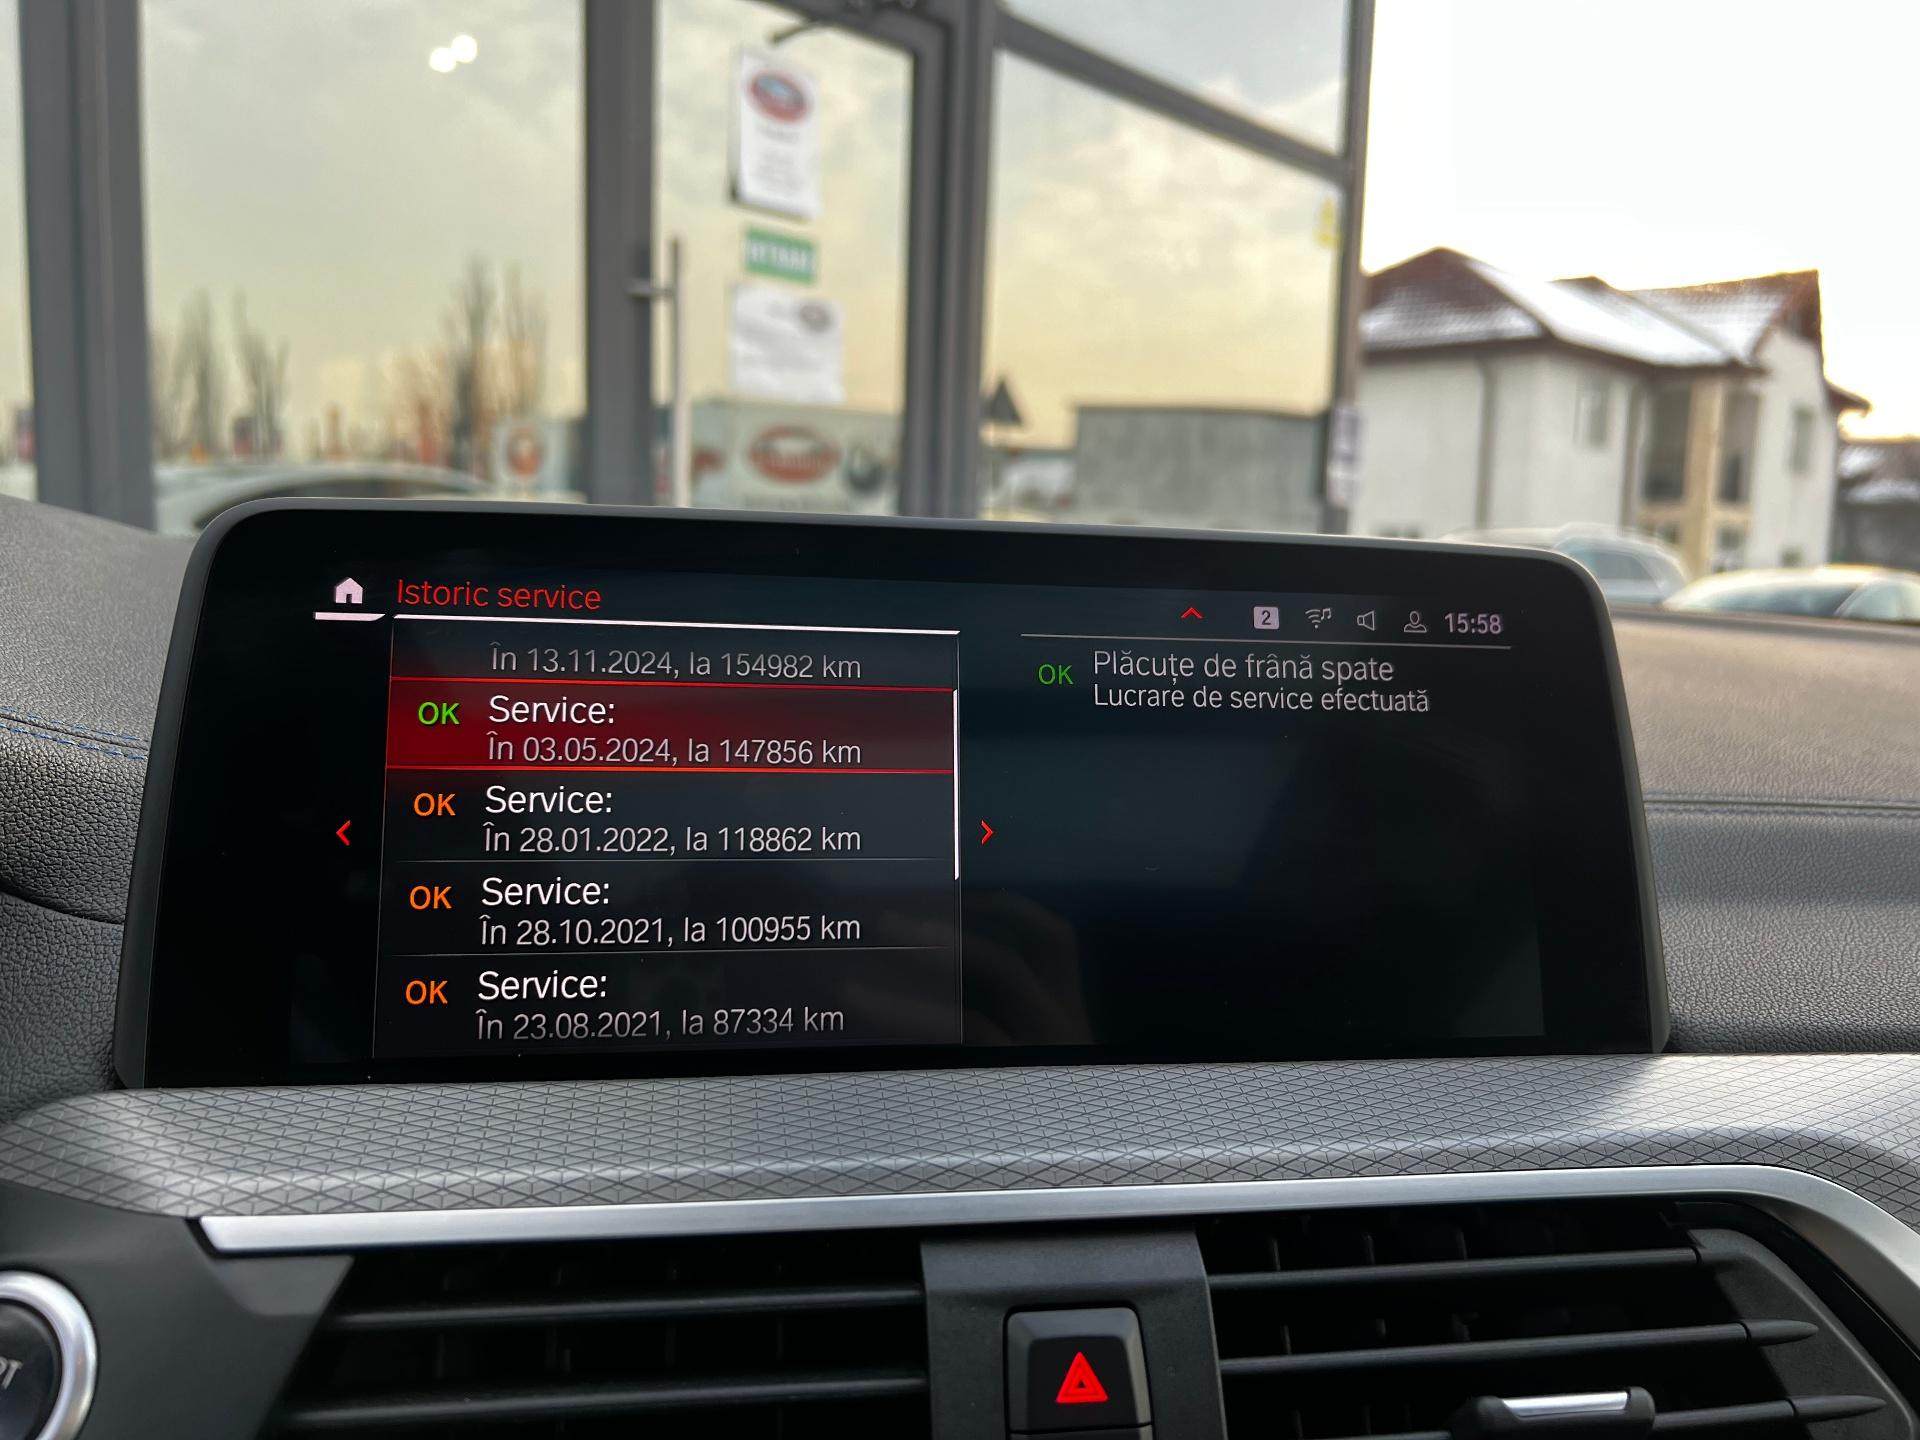 Istoric service
2
15:58
În 13.11.2024, la 154982 km
OK Service:
În 03.05.2024, la 147856 km
OK Service:
În 28.01.2022, la 118862 km
OK Service:
În 28.10.2021, la 100955 km
OK Service:
În 23.08.2021, la 87334 km
OK Plăcuțe de frână spate
Lucrare de service efectuată